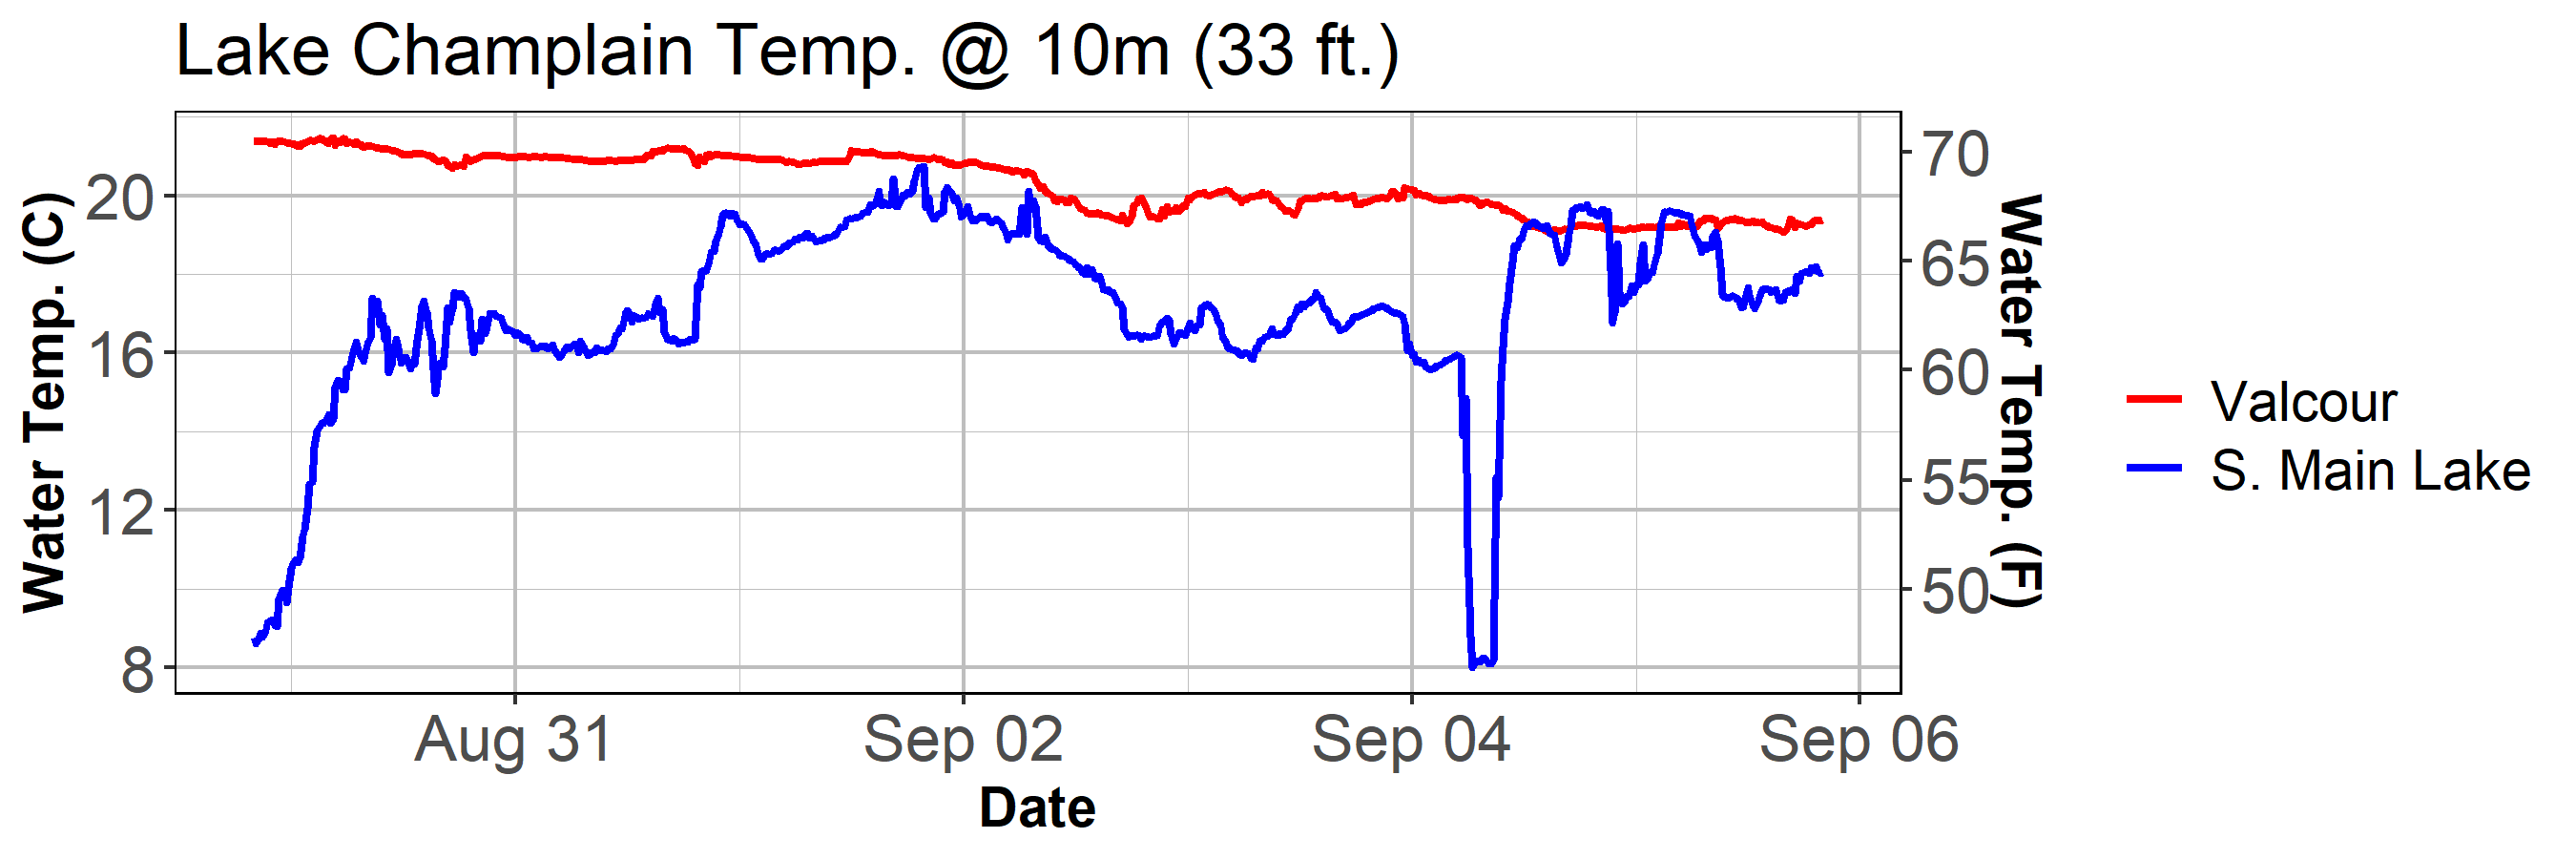 Lake Champlain Temp. @ 10m (33 ft.)
Water Temp. (C)
20
16
12
8
70
65
60
55
50
Water Temp. (F)
Aug 31
Sep 02
Sep 04
Sep 06
Date
Valcour
S. Main Lake